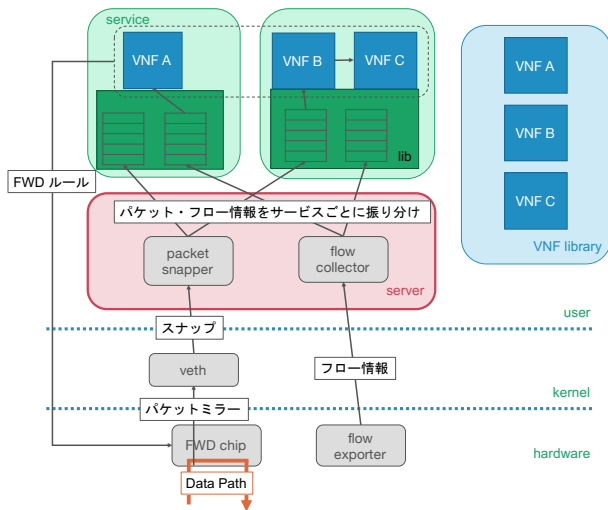 service
VNF A
VNF B
VNF C
lib
VNF A
VNF B
VNF C
VNF library
FWD ルール
パケット・フロー情報をサービスごとに振り分け
packet
snapper
flow
collector
server
user
スナップ
veth
フロー情報
kernel
パケットミラー
FWD chip
flow
exporter
hardware
Data Path